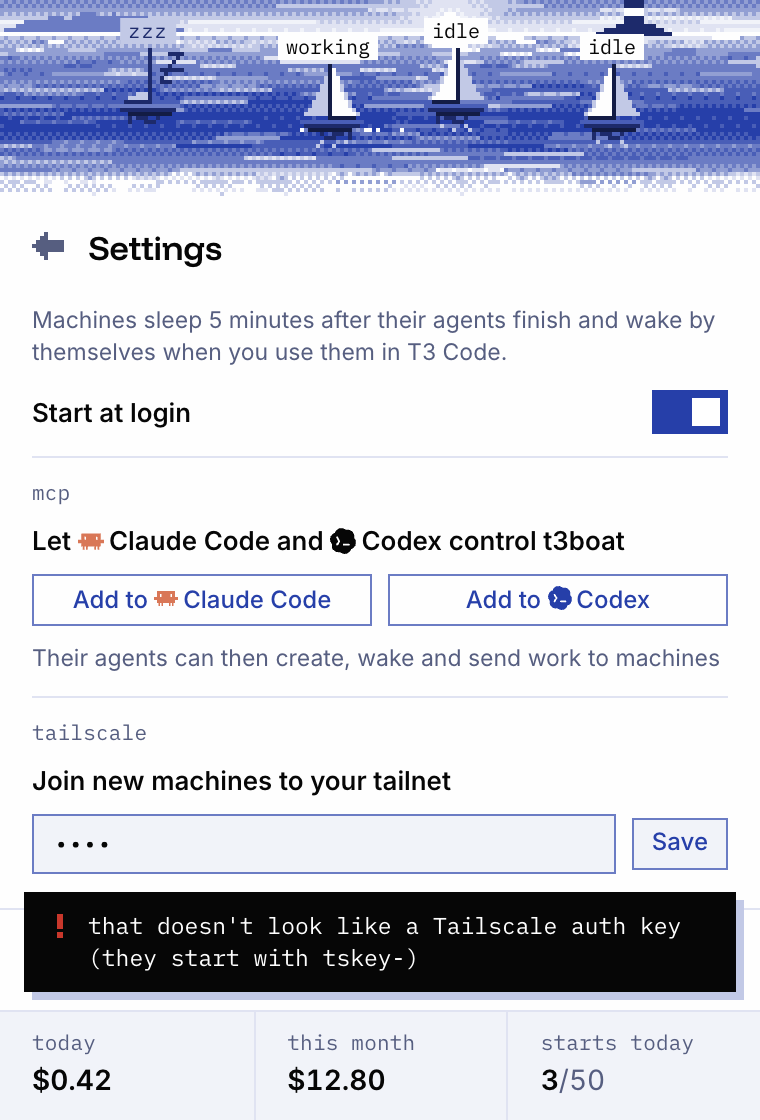 zzz
working
idle
idle
Settings
Machines sleep 5 minutes after their agents finish and wake by
themselves when you use them in T3 Code.
Start at login
mcp
Let Claude Code and Codex control t3boat
Add to Claude Code
Add to Codex
Their agents can then create, wake and send work to machines
tailscale
Join new machines to your tailnet
••••
Save
! that doesn't look like a Tailscale auth key
(they start with tskey-)
today
$0.42
this month
$12.80
starts today
3/50